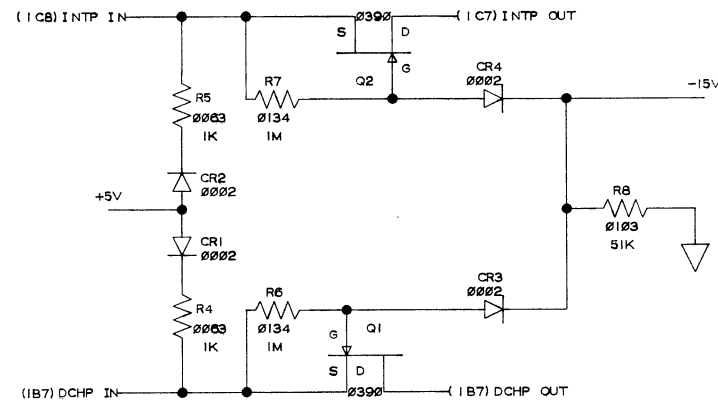 (1C8) INTP IN
Ø39Ø
(1C7) INTP OUT
S
D
G
Q2
R7
Ø134
1M
CR4
ØØØ2
-15V
R5
ØØ63
1K
CR2
ØØØ2
+5V
R8
Ø1Ø3
51K
CR1
ØØØ2
R6
Ø134
1M
CR3
ØØØ2
R4
ØØ63
1K
G
Q1
S
D
(1B7) DCHP IN
Ø39Ø
(1B7) DCHP OUT